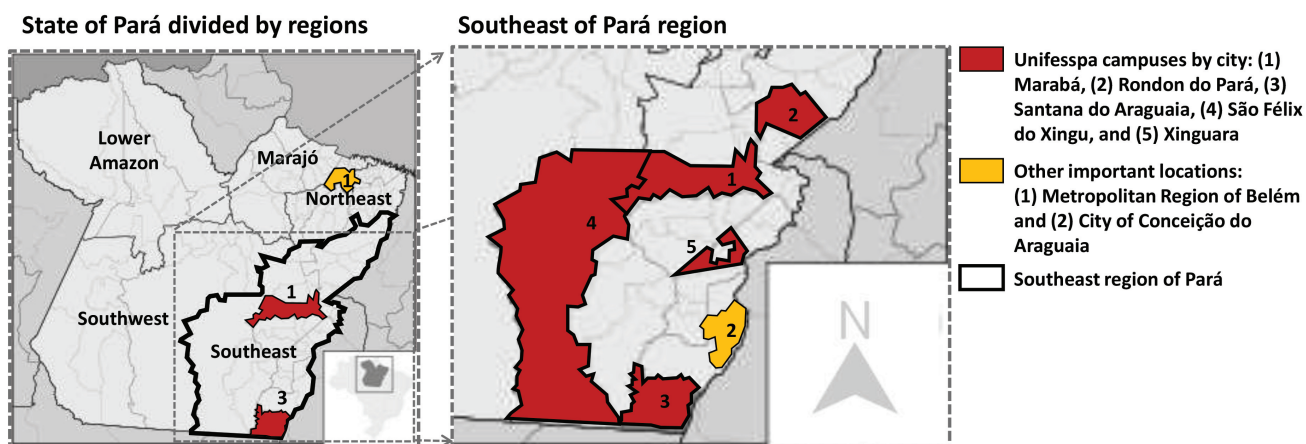 State of Pará divided by regions
Lower
Amazon
Marajó
1
Northeast
1
Southwest
Southeast
3
Southeast of Pará region
2
1
4
5
2
3
N
Unifesspa campuses by city: (1)
Marabá, (2) Rondon do Pará, (3)
Santana do Araguaia, (4) São Félix
do Xingu, and (5) Xinguara
Other important locations:
(1) Metropolitan Region of Belém
and (2) City of Conceição do
Araguaia
Southeast region of Pará